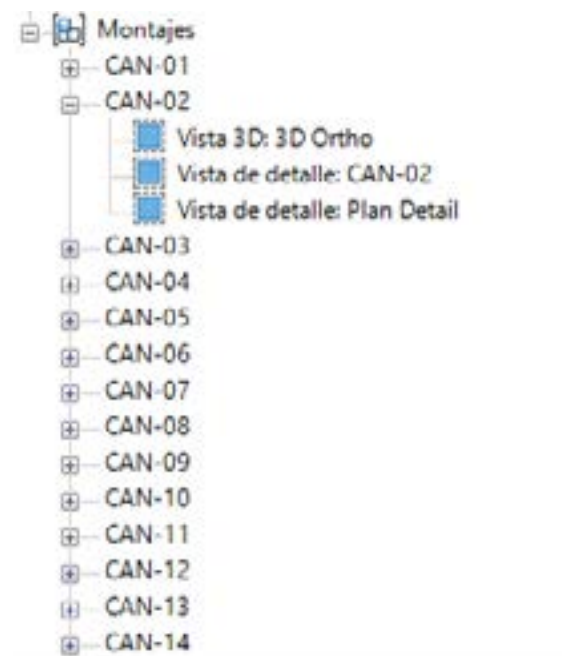 Montajes
CAN-01
CAN-02
Vista 3D: 3D Ortho
Vista de detalle: CAN-02
Vista de detalle: Plan Detail
CAN-03
CAN-04
CAN-05
CAN-06
CAN-07
CAN-08
CAN-09
CAN-10
CAN-11
CAN-12
CAN-13
CAN-14